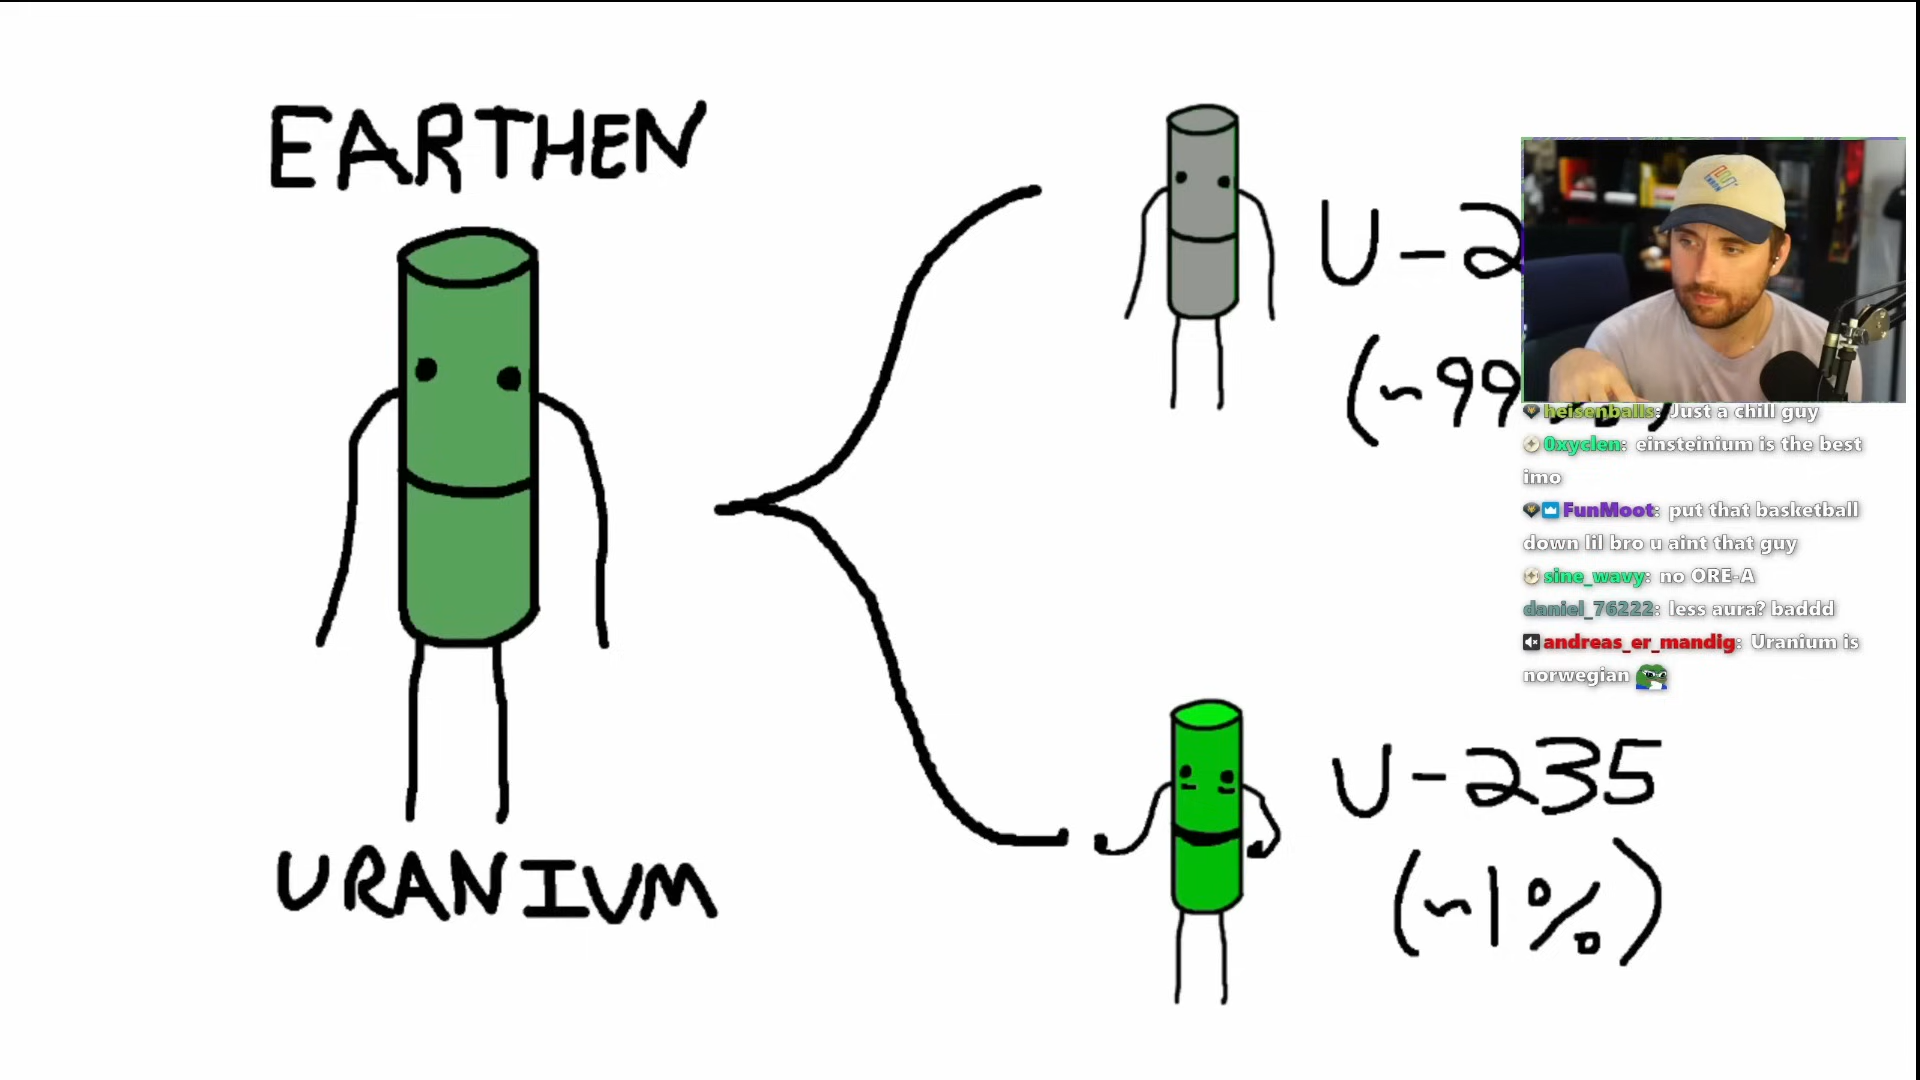 EARTHEN
URANIUM
U-2
(~99
U-235
(~1%)
heisenballs: Just a chill guy
0xyclen: einsteinium is the best
imo
FunMoot: put that basketball
down lil bro u aint that guy
sine_wavy: no ORE-A
daniel_76222: less aura? baddd
andreas_er_mandig: Uranium is
norwegian